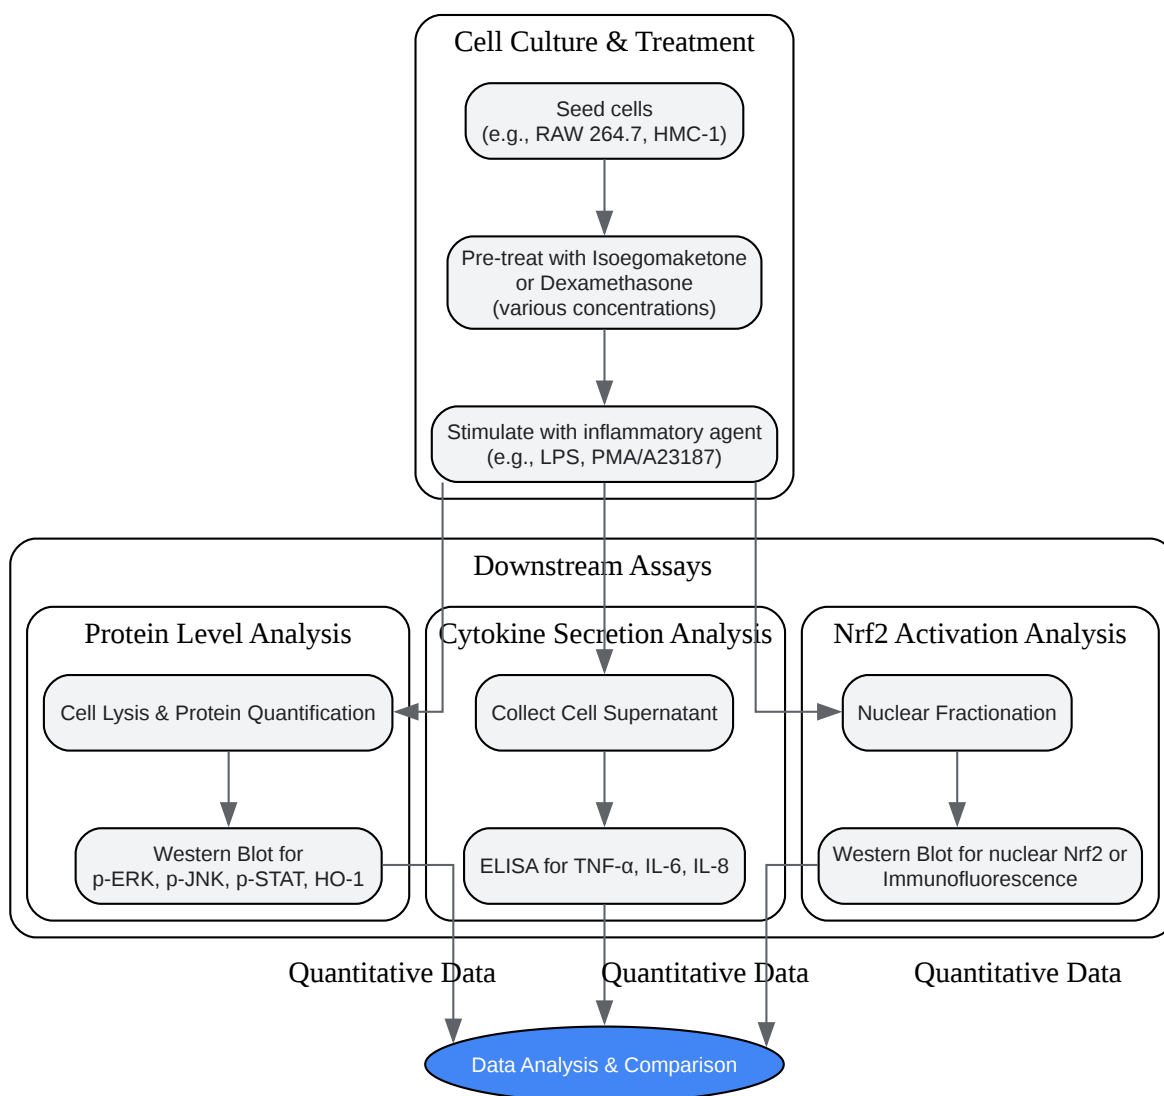 Cell Culture & Treatment
Seed cells
(e.g., RAW 264.7, HMC-1)
Pre-treat with Isoegomaketone
or Dexamethasone
(various concentrations)
Stimulate with inflammatory agent
(e.g., LPS, PMA/A23187)
Downstream Assays
Protein Level Analysis
Cell Lysis & Protein Quantification
Western Blot for
p-ERK, p-JNK, p-STAT, HO-1
Cytokine Secretion Analysis
Collect Cell Supernatant
ELISA for TNF-α, IL-6, IL-8
Nrf2 Activation Analysis
Nuclear Fractionation
Western Blot for nuclear Nrf2 or
Immunofluorescence
Quantitative Data
Quantitative Data
Quantitative Data
Data Analysis & Comparison